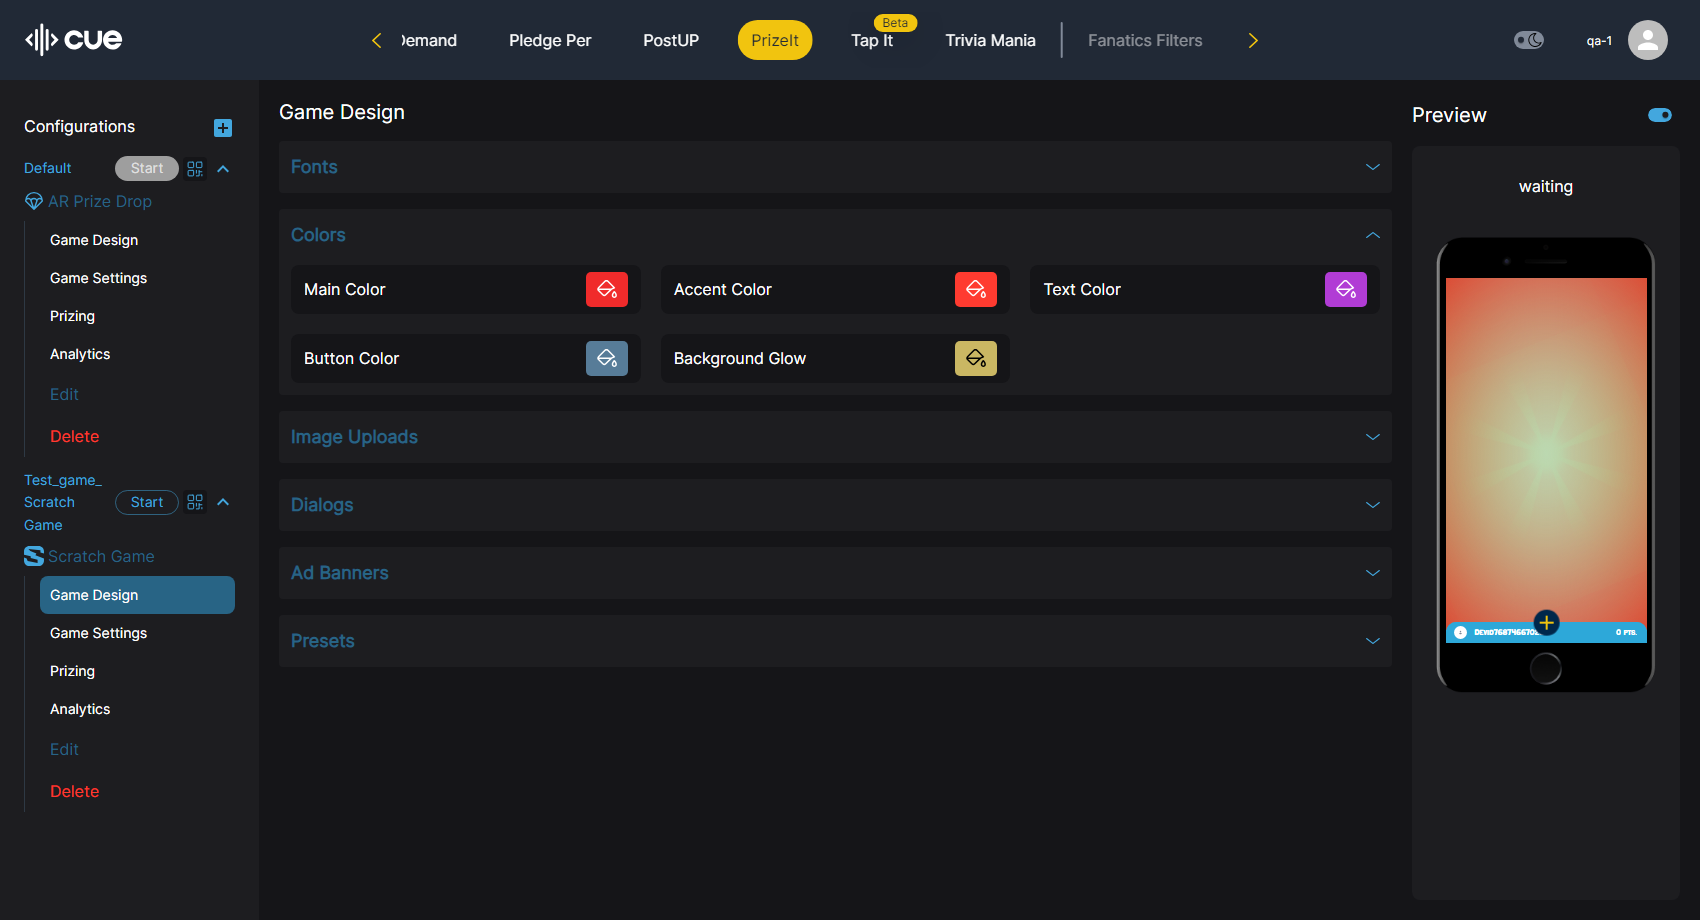 cue
Demand
Pledge Per
PostUP
PrizeIt
Beta
Tap It
Trivia Mania
Fanatics Filters
qa-1
Configurations
Default
Start
AR Prize Drop
Game Design
Game Settings
Prizing
Analytics
Edit
Delete
Test_game_
Scratch
Game
Start
Scratch Game
Game Design
Game Settings
Prizing
Analytics
Edit
Delete
Game Design
Fonts
Colors
Main Color
Accent Color
Text Color
Button Color
Background Glow
Image Uploads
Dialogs
Ad Banners
Presets
Preview
waiting
0 PTS.